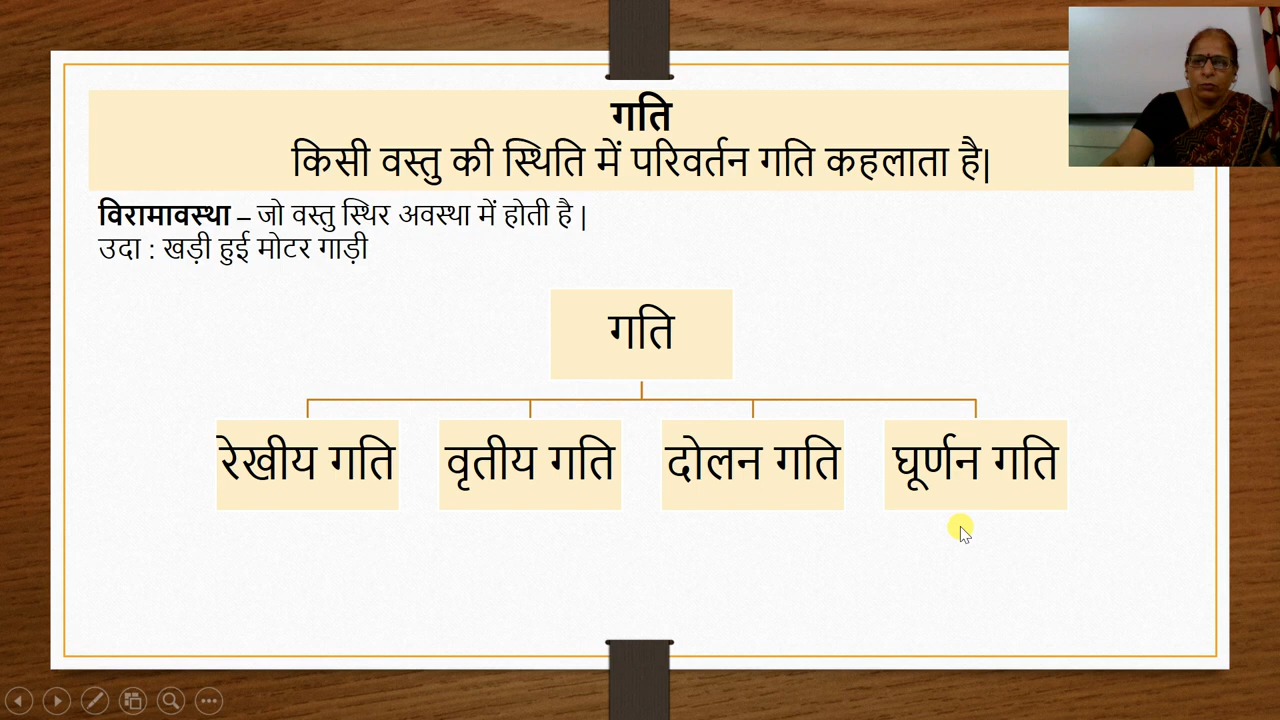 गति
किसी वस्तु की स्थिति में परिवर्तन गति कहलाता है|
विरामावस्था – जो वस्तु स्थिर अवस्था में होती है |
उदा : खड़ी हुई मोटर गाड़ी
गति
रेखीय गति
वृतीय गति
दोलन गति
घूर्णन गति